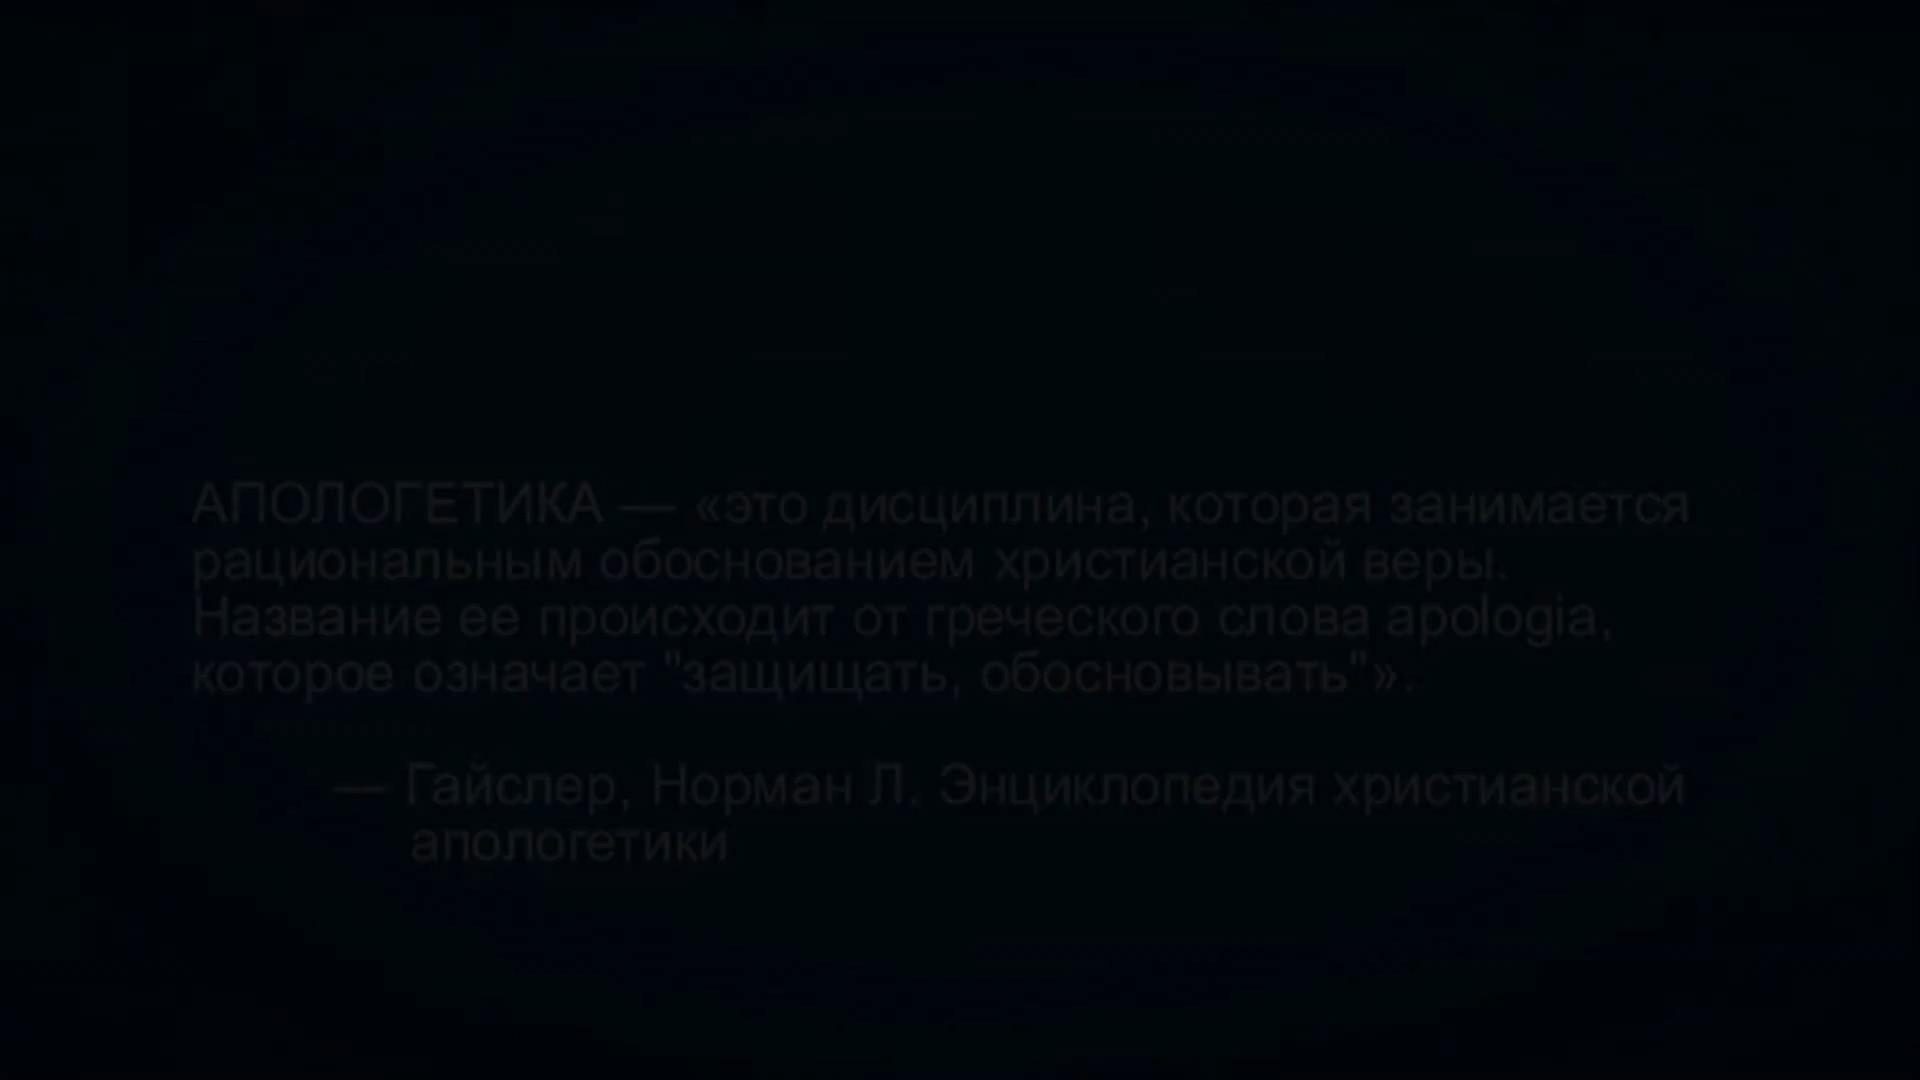 АПОЛОГЕТИКА — «это дисциплина, которая занимается
рациональным обоснованием христианской веры.
Название ее происходит от греческого слова apologia,
которое означает "защищать, обосновывать"».
— Гайслер, Норман Л. Энциклопедия христианской
апологетики